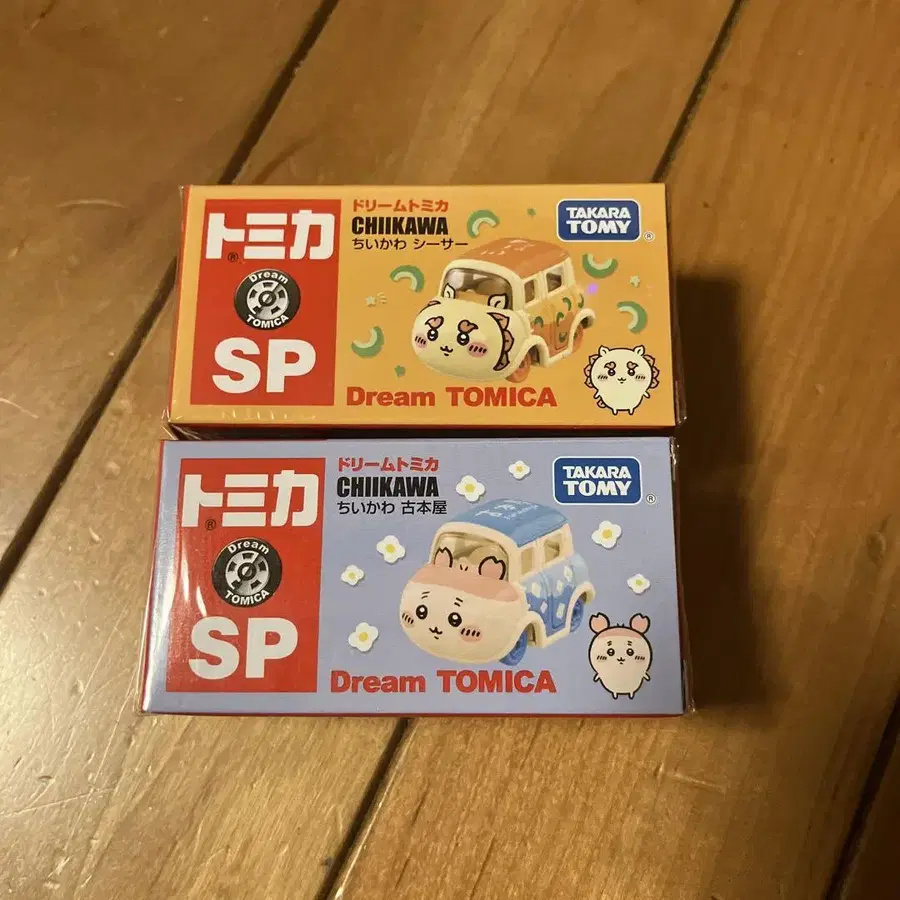 トミカ
®
Dream
TOMICA
SP
ドリームトミカ
CHIIKAWA
ちいかわ シーサー
TAKARA
TOMY
®
Dream TOMICA
トミカ
®
Dream
TOMICA
SP
ドリームトミカ
CHIIKAWA
ちいかわ 古本屋
TAKARA
TOMY
®
Dream TOMICA